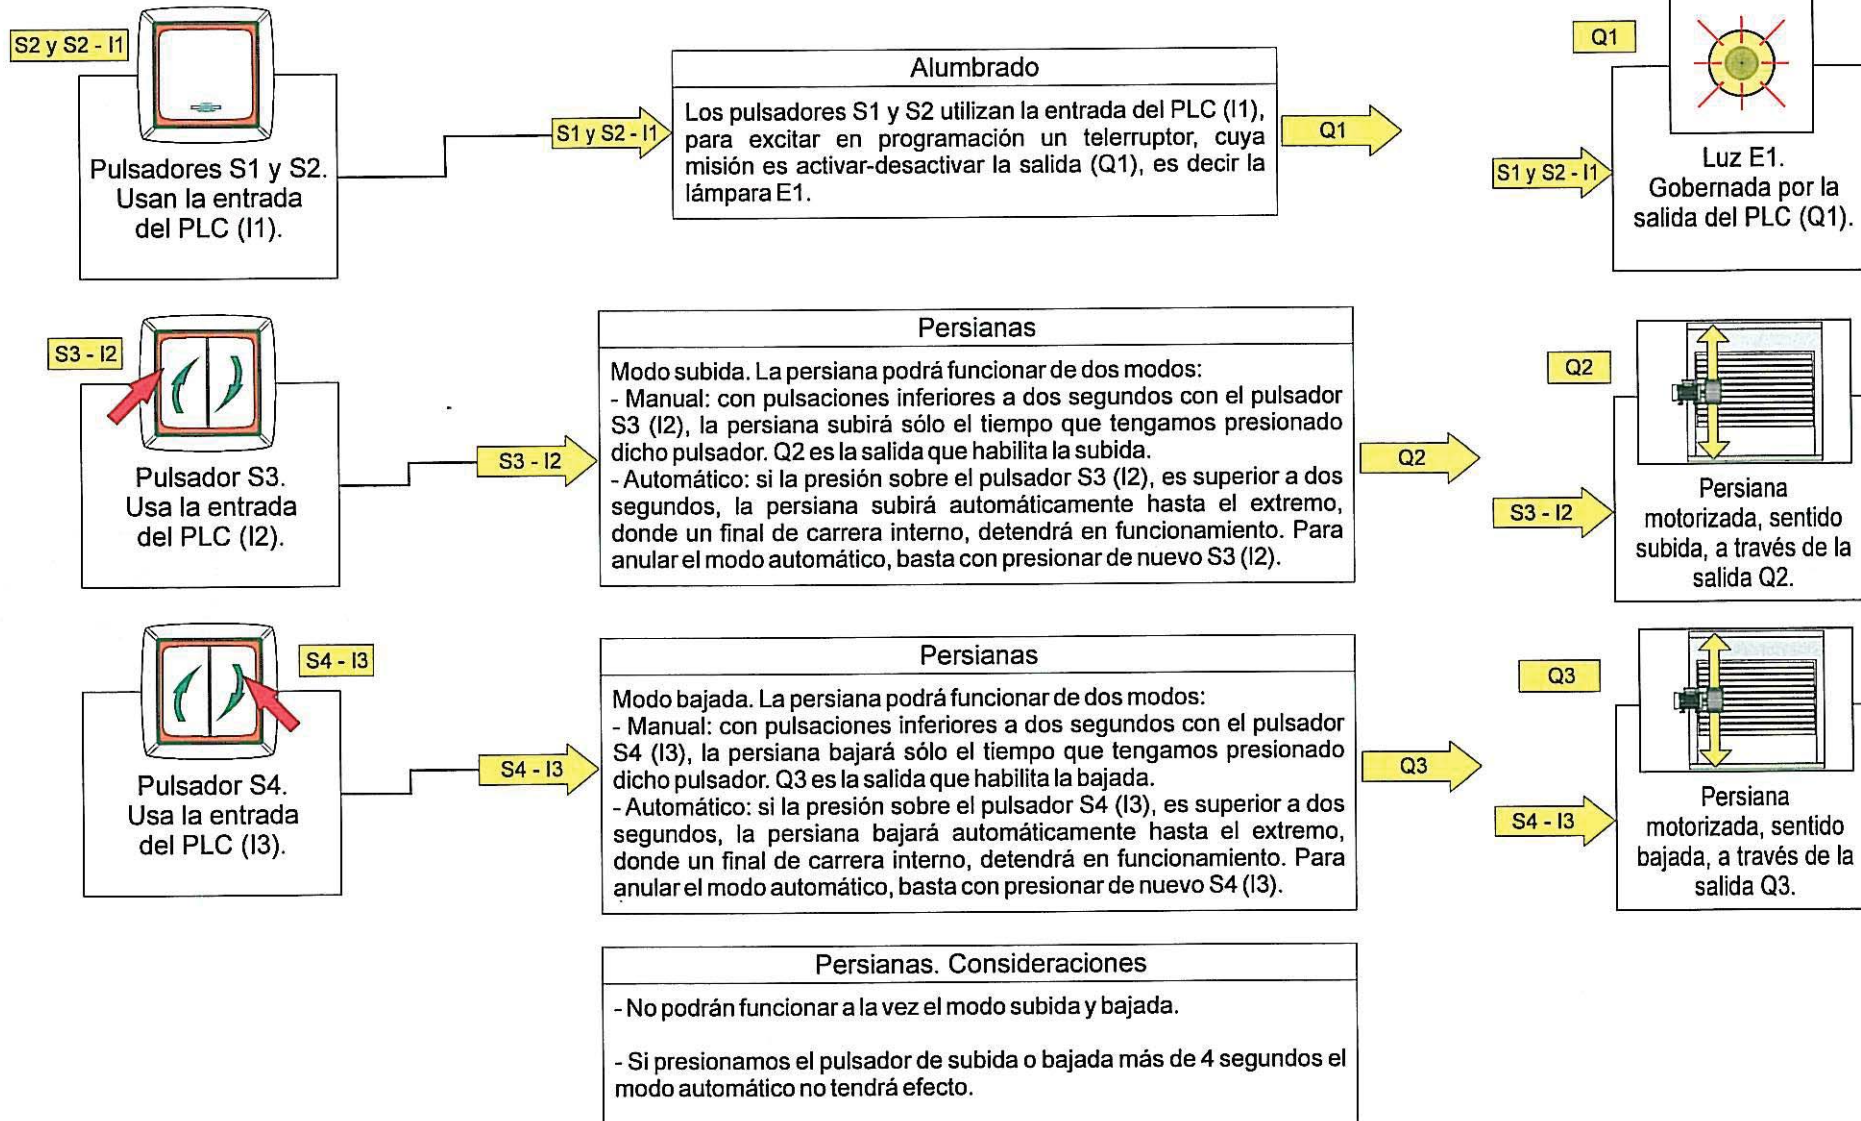 S2 y S2 - I1
Pulsadores S1 y S2.
Usan la entrada
del PLC (I1).
S1 y S2 - I1
Alumbrado
Los pulsadores S1 y S2 utilizan la entrada del PLC (I1),
para excitar en programación un telerruptor, cuya
misión es activar-desactivar la salida (Q1), es decir la
lámpara E1.
Q1
Q1
S1 y S2 - I1
Luz E1.
Gobernada por la
salida del PLC (Q1).
S3 - I2
Pulsador S3.
Usa la entrada
del PLC (I2).
S3 - I2
Persianas
Modo subida. La persiana podrá funcionar de dos modos:
- Manual: con pulsaciones inferiores a dos segundos con el pulsador
S3 (I2), la persiana subirá sólo el tiempo que tengamos presionado
dicho pulsador. Q2 es la salida que habilita la subida.
- Automático: si la presión sobre el pulsador S3 (I2), es superior a dos
segundos, la persiana subirá automáticamente hasta el extremo,
donde un final de carrera interno, detendrá en funcionamiento. Para
anular el modo automático, basta con presionar de nuevo S3 (I2).
Q2
Q2
S3 - I2
Persiana
motorizada, sentido
subida, a través de la
salida Q2.
S4 - I3
Pulsador S4.
Usa la entrada
del PLC (I3).
S4 - I3
Persianas
Modo bajada. La persiana podrá funcionar de dos modos:
- Manual: con pulsaciones inferiores a dos segundos con el pulsador
S4 (I3), la persiana bajará sólo el tiempo que tengamos presionado
dicho pulsador. Q3 es la salida que habilita la bajada.
- Automático: si la presión sobre el pulsador S4 (I3), es superior a dos
segundos, la persiana bajará automáticamente hasta el extremo,
donde un final de carrera interno, detendrá en funcionamiento. Para
anular el modo automático, basta con presionar de nuevo S4 (I3).
Q3
Q3
S4 - I3
Persiana
motorizada, sentido
bajada, a través de la
salida Q3.
Persianas. Consideraciones
- No podrán funcionar a la vez el modo subida y bajada.
- Si presionamos el pulsador de subida o bajada más de 4 segundos el
modo automático no tendrá efecto.